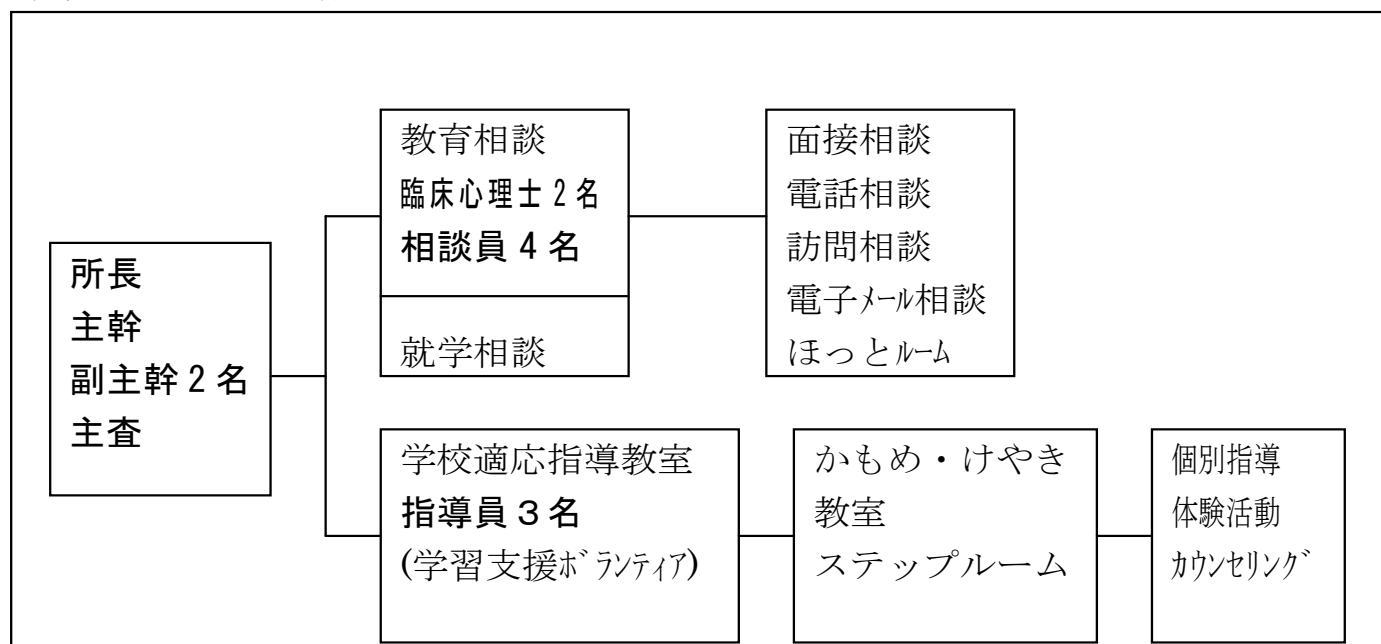 所長
主幹
副主幹２名
主査
教育相談
臨床心理士２名
相談員４名
就学相談
面接相談
電話相談
訪問相談
電子ﾒｰﾙ相談
ほっとﾙｰﾑ
学校適応指導教室
指導員３名
(学習支援ﾎﾞﾗﾝﾃｨｱ)
かもめ・けやき
教室
ステップルーム
個別指導
体験活動
ｶｳﾝｾﾘﾝｸﾞ